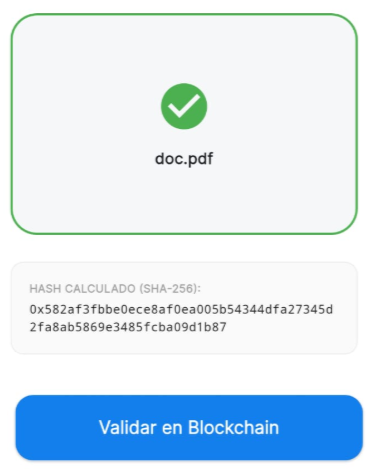 doc.pdf
HASH CALCULADO (SHA-256):
0x582af3fbbe0ece8af0ea005b54344dfa27345d
2fa8ab5869e3485fcba09d1b87
Validar en Blockchain